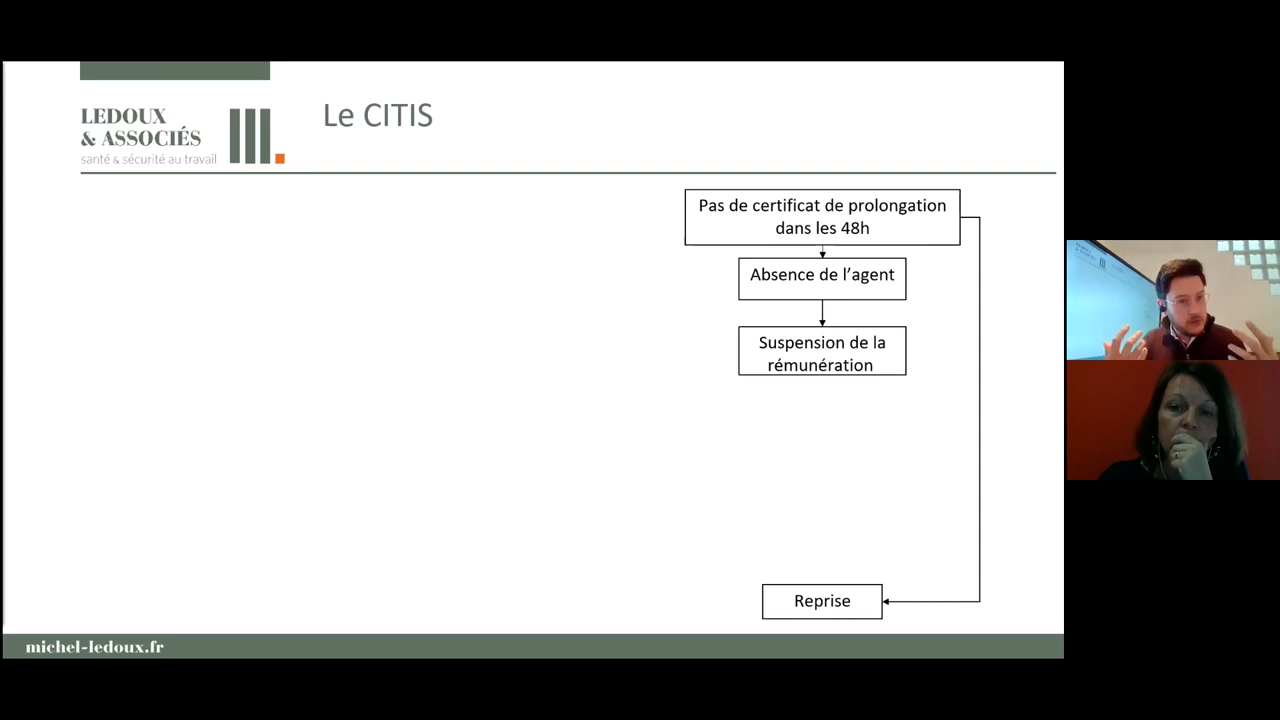 LEDOUX
& ASSOCIÉS
santé & sécurité au travail
Le CITIS
Pas de certificat de prolongation
dans les 48h
Absence de l’agent
Suspension de la
rémunération
Reprise
michel-ledoux.fr